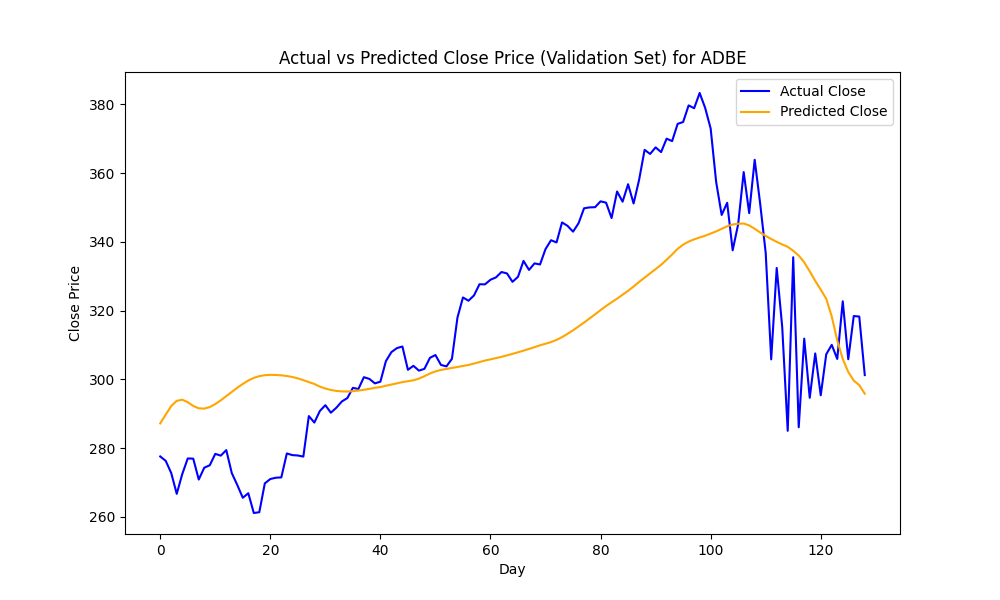 Actual vs Predicted Close Price (Validation Set) for ADBE
Actual Close
Predicted Close
Close Price
380
360
340
320
300
280
260
0 20 40 60 80 100 120
Day